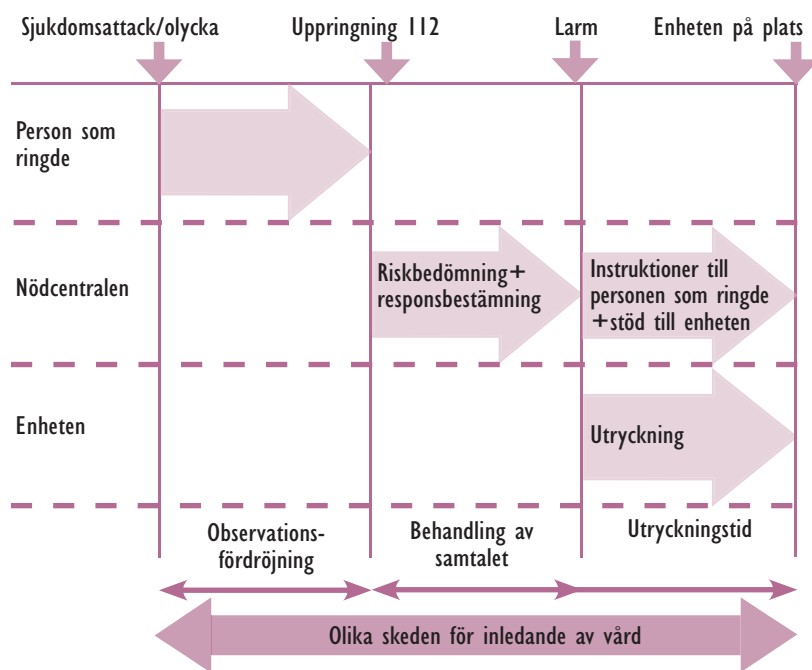 Sjukdomsattack/olycka
Uppringning 112
Larm
Enheten på plats
Person som
ringde
Nödcentralen
Riskbedömning+
responsbestämning
Instruktioner till
personen som ringde
+stöd till enheten
Enheten
Utryckning
Observations-
fördröjning
Behandling av
samtalet
Utryckningstid
Olika skeden för inledande av vård